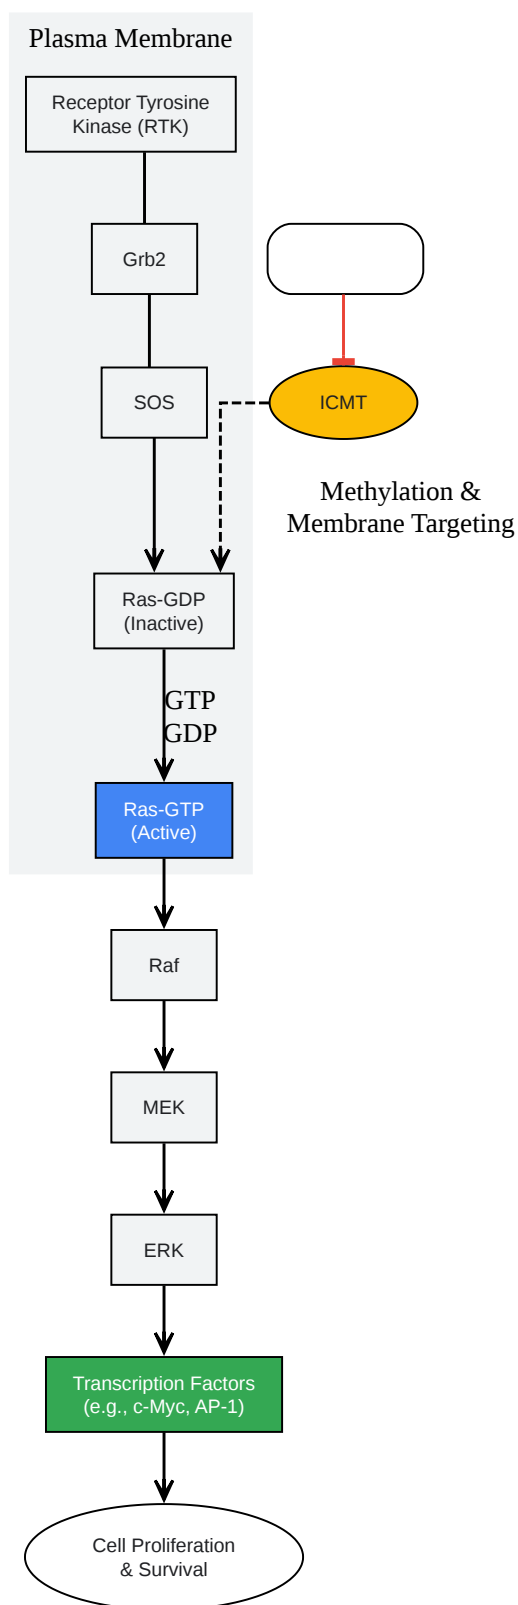 Plasma Membrane
Receptor Tyrosine
Kinase (RTK)
Grb2
SOS
ICMT
Methylation &
Membrane Targeting
Ras-GDP
(Inactive)
GTP
GDP
Ras-GTP
(Active)
Raf
MEK
ERK
Transcription Factors
(e.g., c-Myc, AP-1)
Cell Proliferation
& Survival